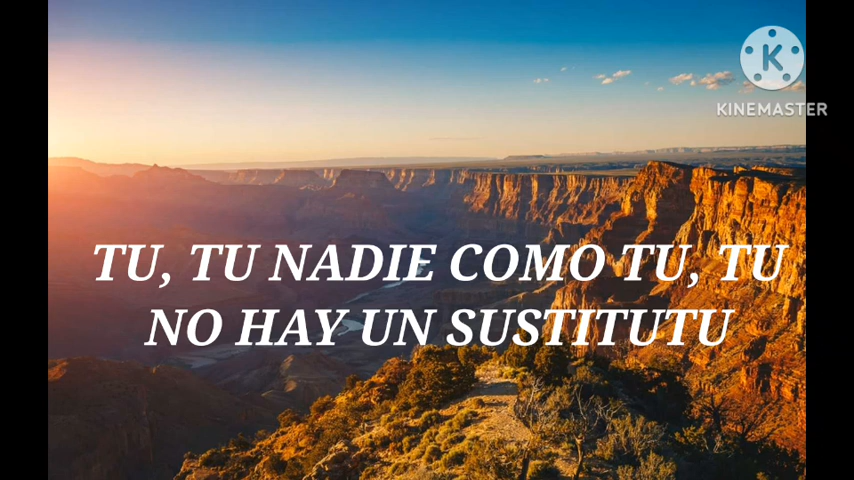 K
KINEMASTER
TU, TU NADIE COMO TU, TU
NO HAY UN SUSTITUTU